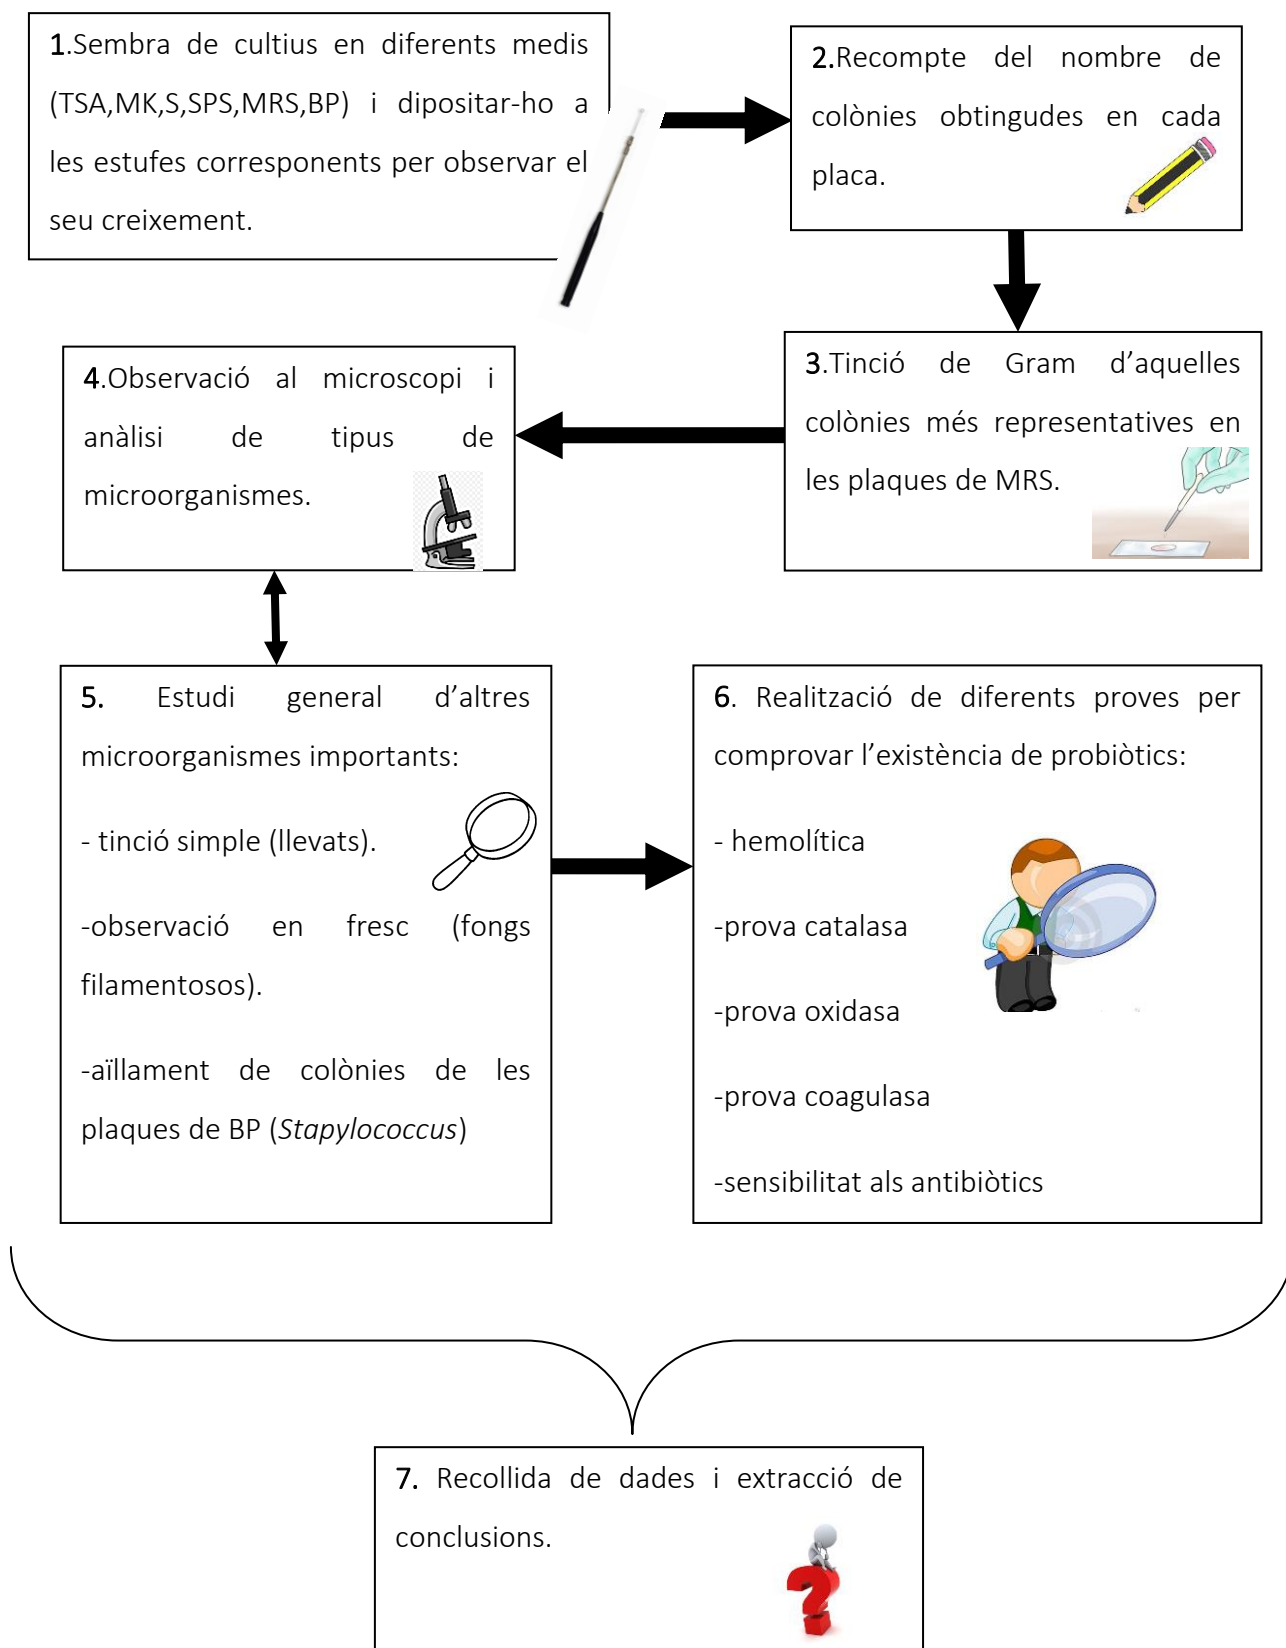 1.Sembra de cultius en diferents medis
(TSA,MK,S,SPS,MRS,BP) i dipositar-ho a
les estufes corresponents per observar el
seu creixement.
2.Recompte del nombre de
colònies obtingudes en cada
placa.
3.Tinció de Gram d’aquelles
colònies més representatives en
les plaques de MRS.
4.Observació al microscopi i
anàlisi de tipus de
microorganismes.
5. Estudi general d’altres
microorganismes importants:
- tinció simple (llevats).
-observació en fresc (fongs
filamentosos).
-aïllament de colònies de les
plaques de BP (Stapylococcus)
6. Realització de diferents proves per
comprovar l’existència de probiòtics:
- hemolítica
-prova catalasa
-prova oxidasa
-prova coagulasa
-sensibilitat als antibiòtics
7. Recollida de dades i extracció de
conclusions.